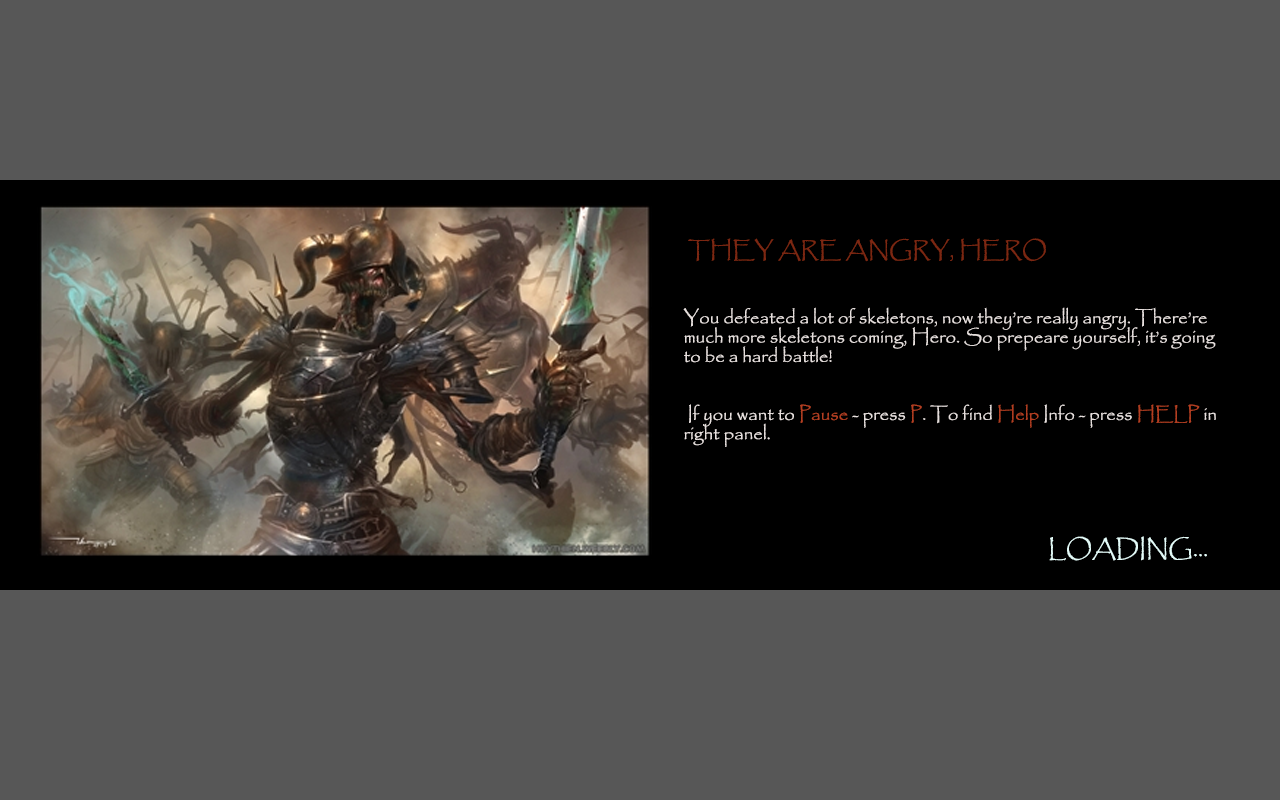 THEY ARE ANGRY, HERO
You defeated a lot of skeletons, now they're really angry. There're
much more skeletons coming, Hero. So prepeare yourself, it's going
to be a hard battle!
If you want to Pause - press P. To find Help Info - press HELP in
right panel.
LOADING...